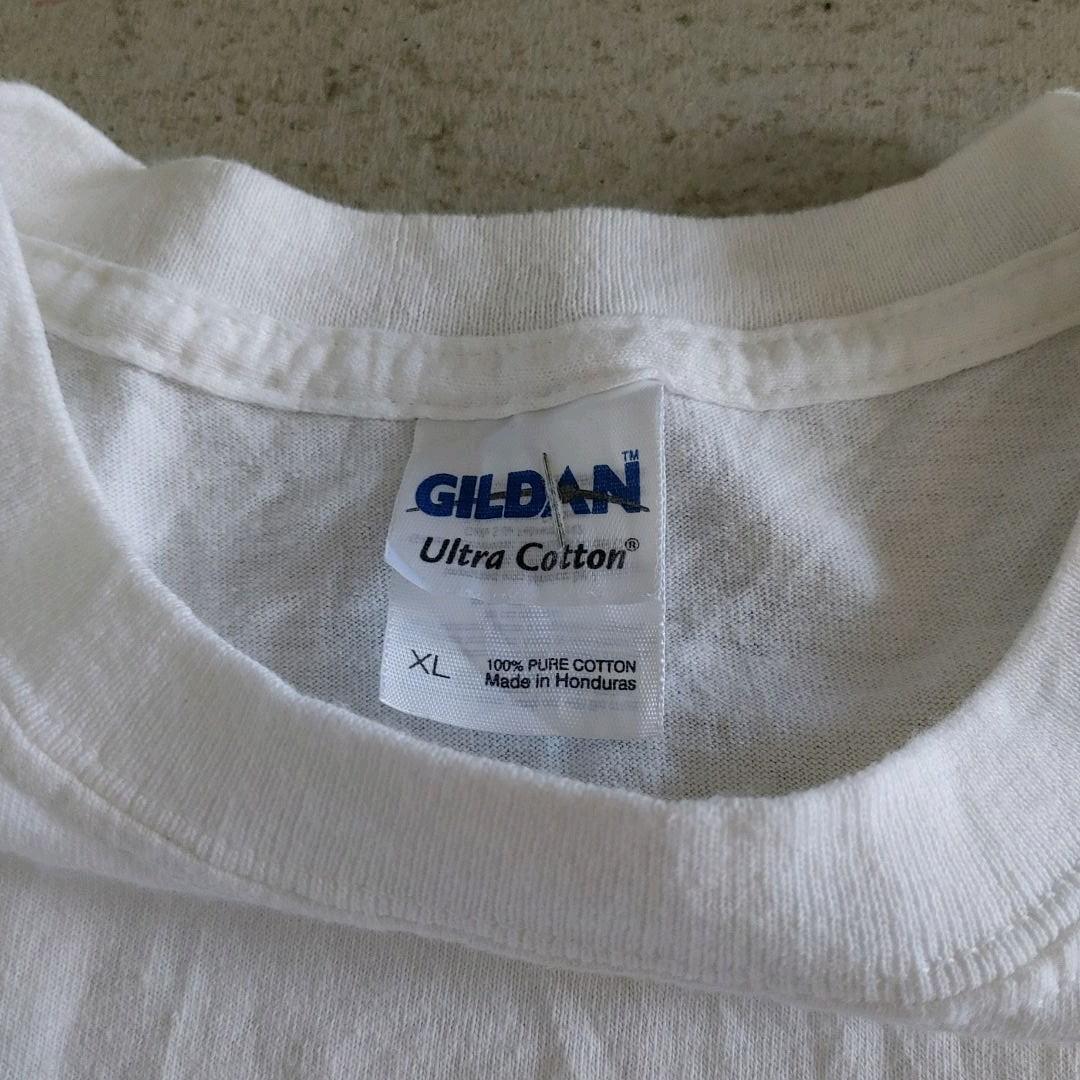 GILDAN™
Ultra Cotton®
XL
100% PURE COTTON
Made in Honduras